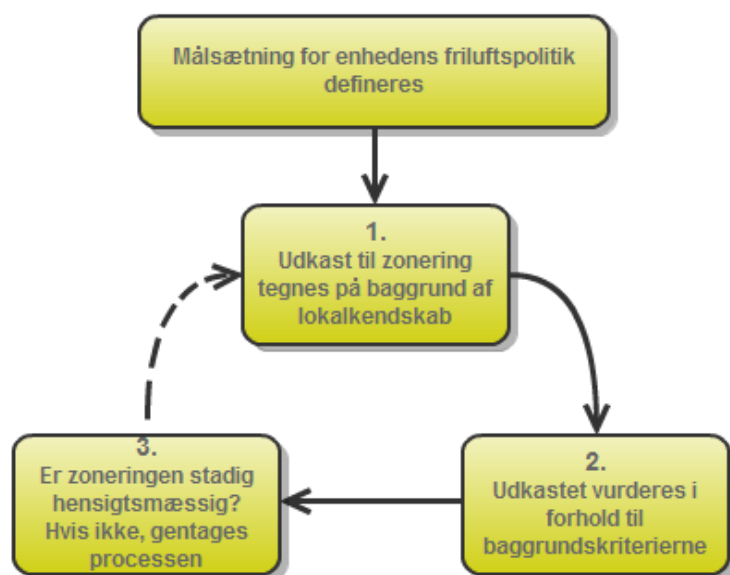 Målsætning for enhedens friluftspolitik
defineres
1.
Udkast til zonering
tegnes på baggrund af
lokalkendskab
2.
Udkastet vurderes i
forhold til
baggrundskriterierne
3.
Er zoneringen stadig
hensigtsmæssig?
Hvis ikke, gentages
processen